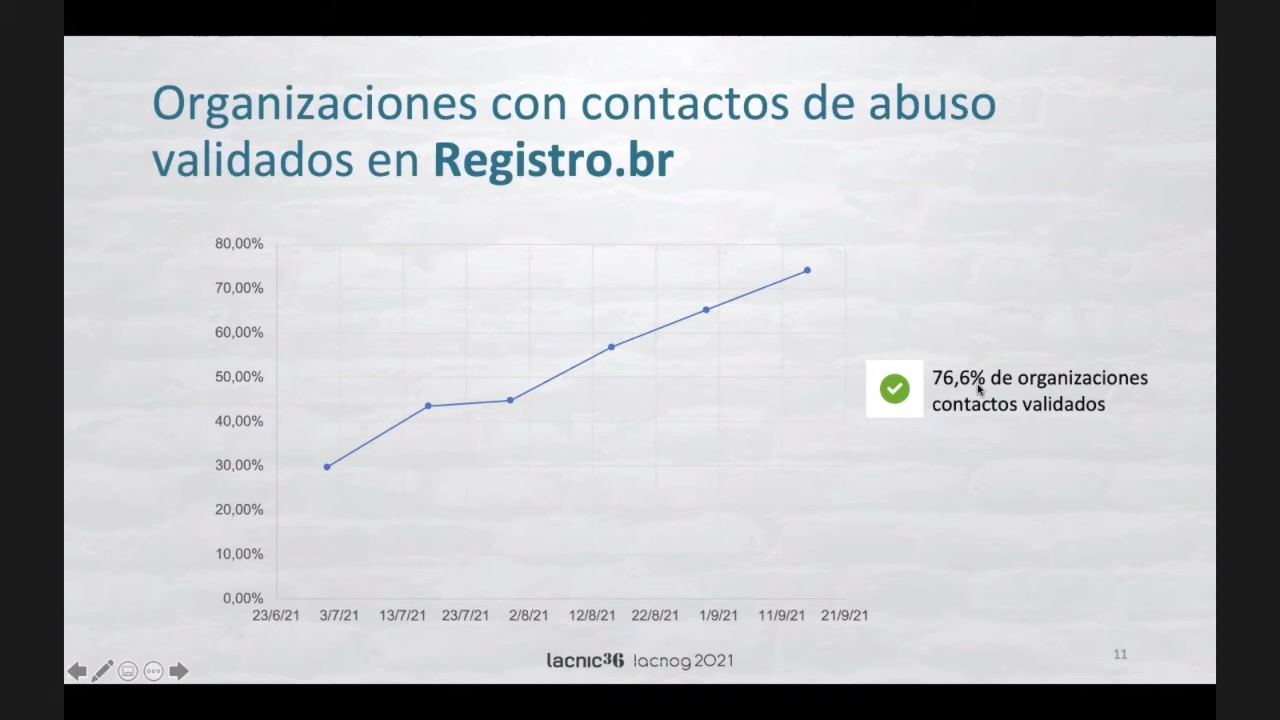 Organizaciones con contactos de abuso
validados en Registro.br
80,00%
70,00%
60,00%
50,00%
40,00%
30,00%
20,00%
10,00%
0,00%
23/6/21 3/7/21 13/7/21 23/7/21 2/8/21 12/8/21 22/8/21 1/9/21 11/9/21 21/9/21
76,6% de organizaciones
contactos validados
lacnic36 lacnog 2021
11